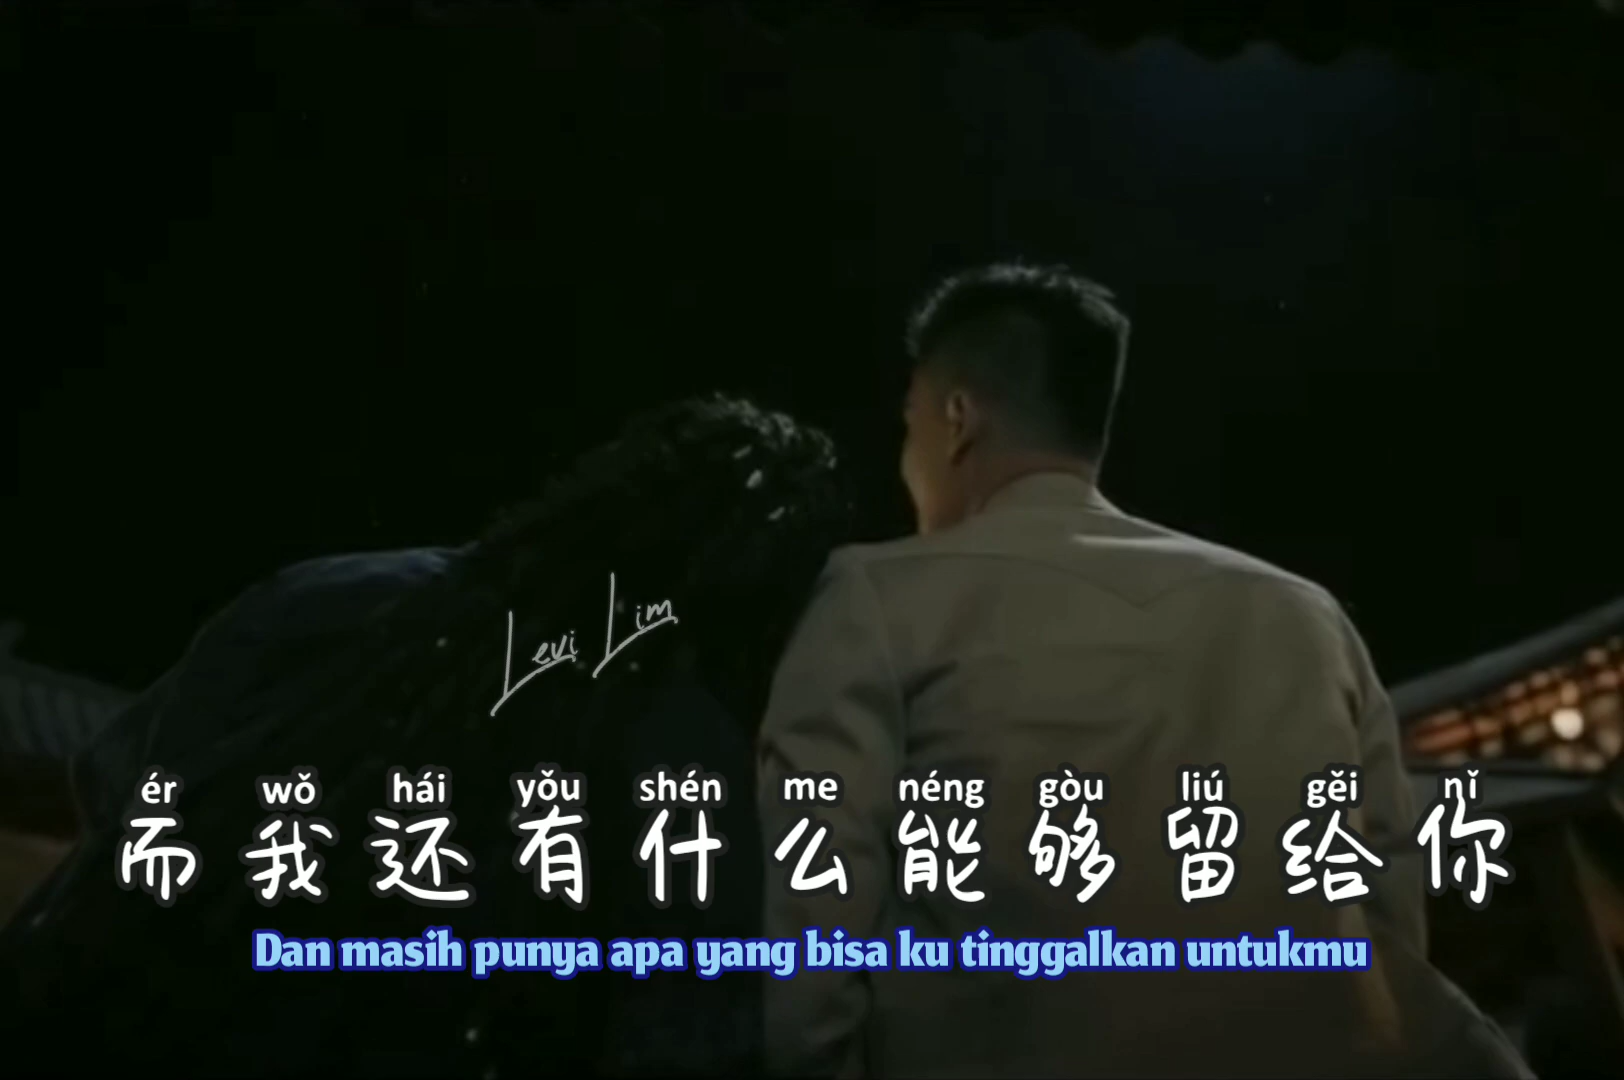 Levi Lim
ér wǒ hái yǒu shén me néng gòu liú gěi nǐ
而我还有什么能够留给你
Dan masih punya apa yang bisa ku tinggalkan untukmu